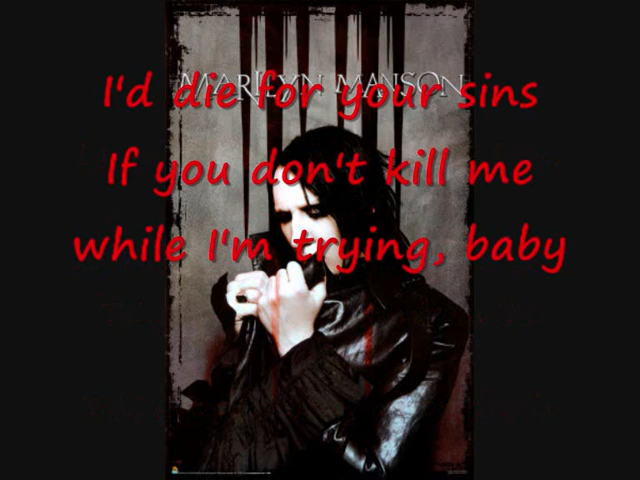 MARILYN MANSON
I'd die for your sins
If you don't kill me
while I'm trying, baby